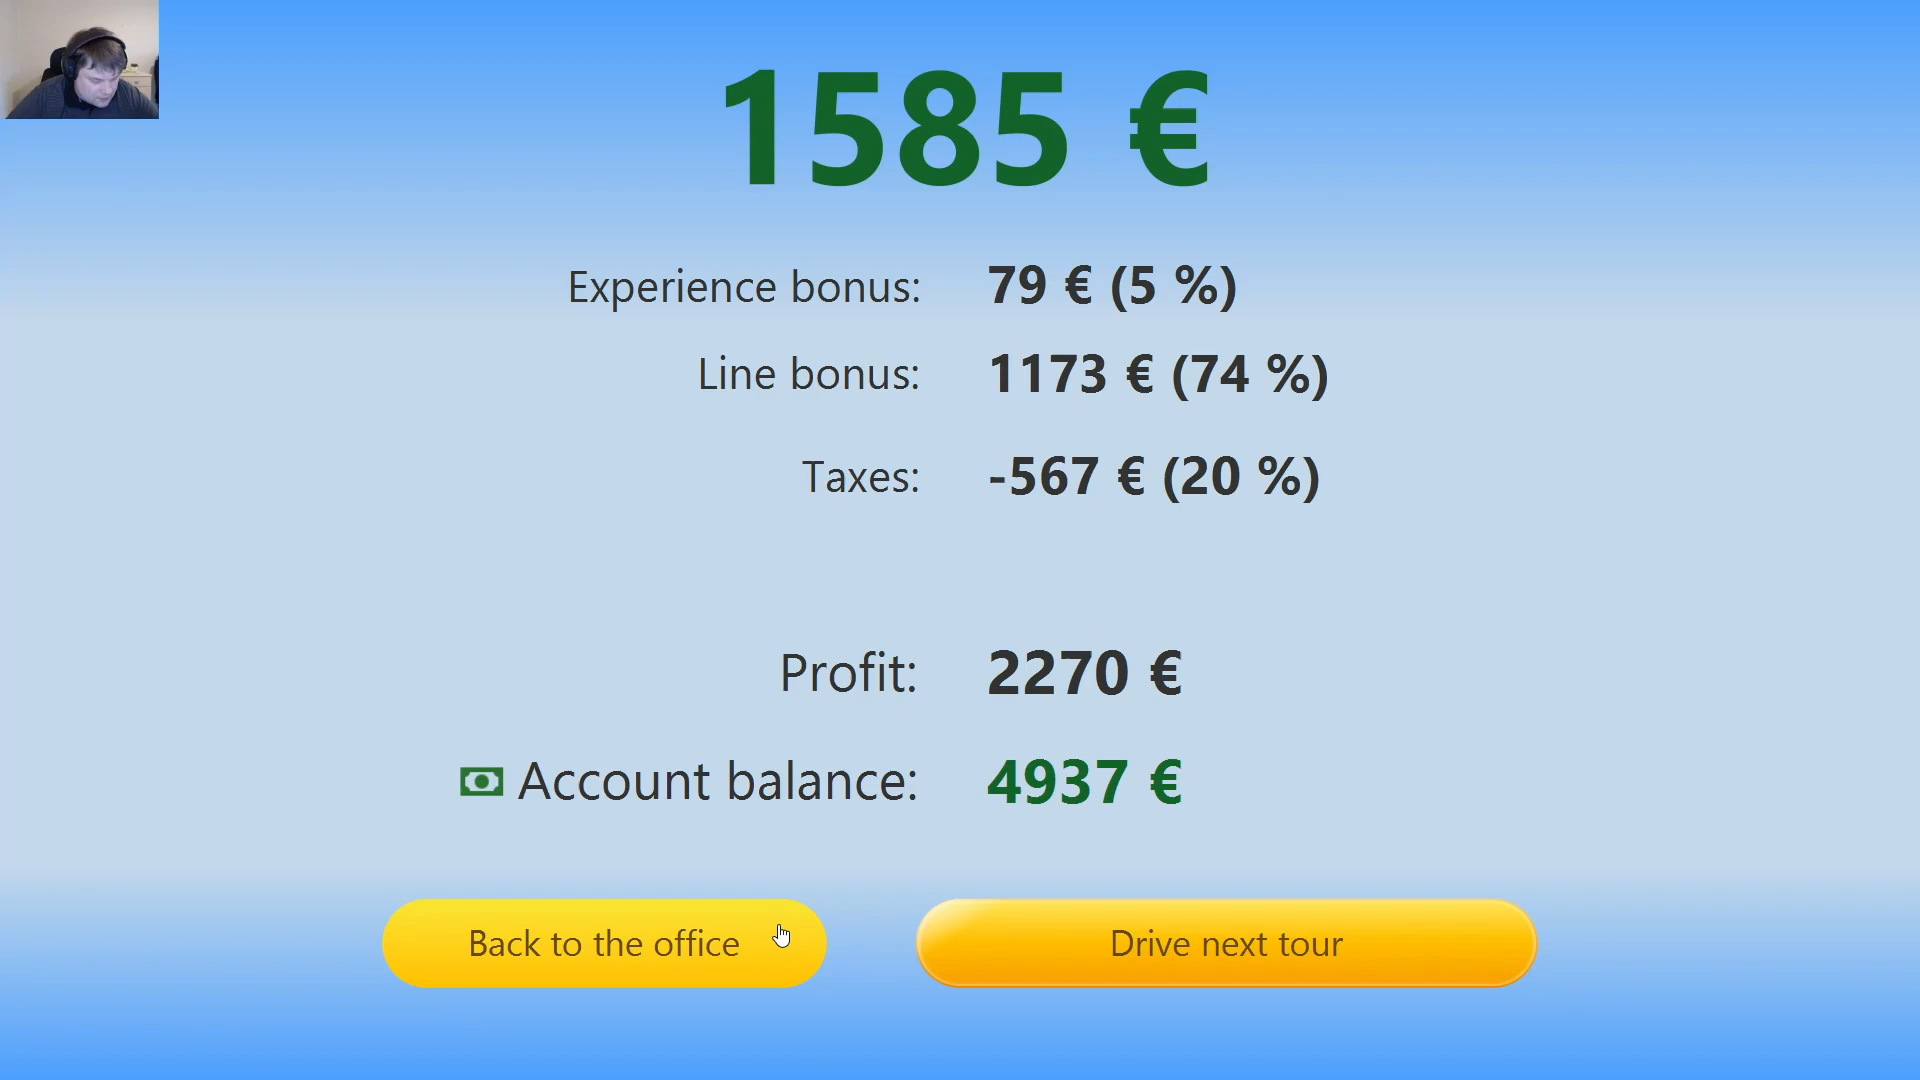 1585 €
Experience bonus: 79 € (5 %)
Line bonus: 1173 € (74 %)
Taxes: -567 € (20 %)
Profit: 2270 €
Account balance: 4937 €
Back to the office
Drive next tour